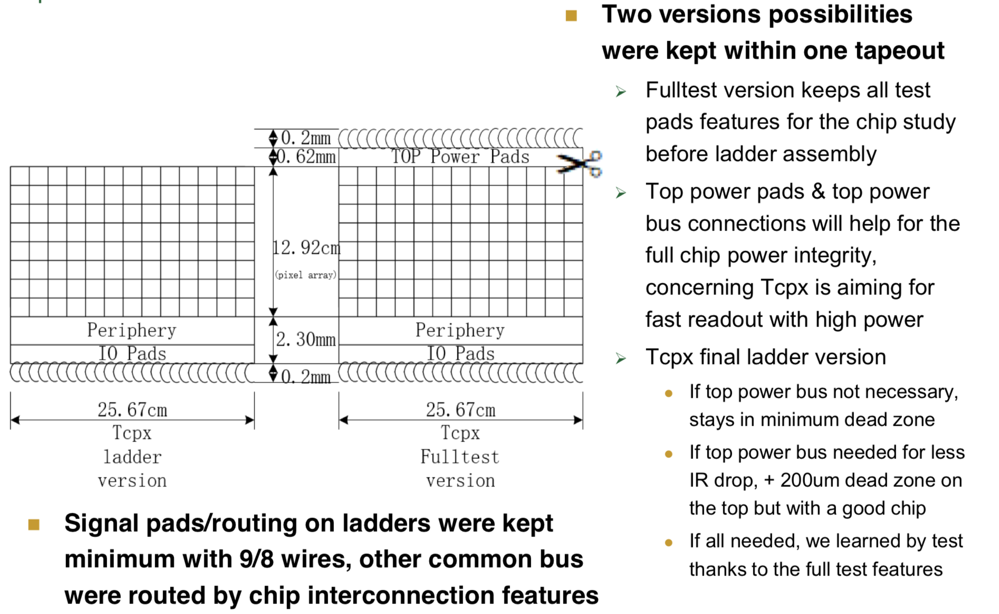 Two versions possibilities
were kept within one tapeout
Fulltest version keeps all test
pads features for the chip study
before ladder assembly
Top power pads & top power
bus connections will help for the
full chip power integrity,
concerning Tcpx is aiming for
fast readout with high power
Tcpx final ladder version
If top power bus not necessary,
stays in minimum dead zone
If top power bus needed for less
IR drop, + 200um dead zone on
the top but with a good chip
If all needed, we learned by test
thanks to the full test features
0.2mm
0.62mm
TOP Power Pads
12.92cm
(pixel array)
Periphery
IO Pads
2.30mm
Periphery
IO Pads
0.2mm
25.67cm
Tcpx
ladder
version
25.67cm
Tcpx
Fulltest
version
Signal pads/routing on ladders were kept
minimum with 9/8 wires, other common bus
were routed by chip interconnection features